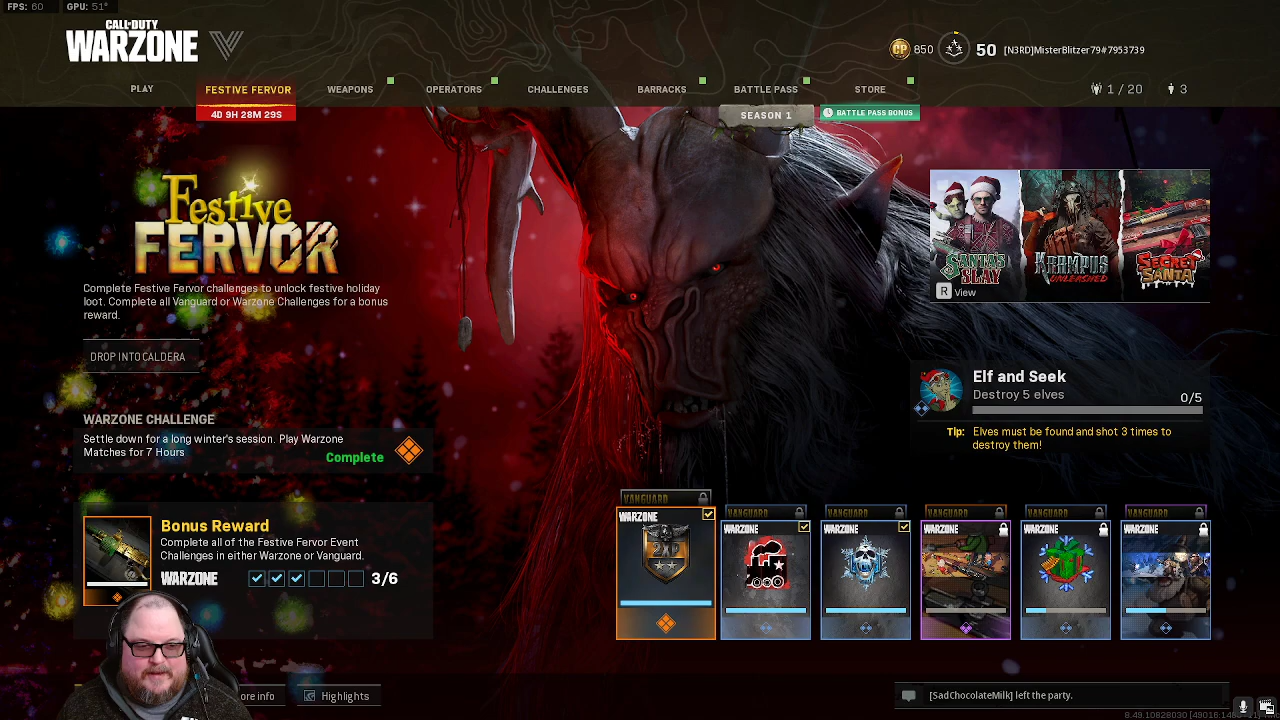 FPS: 60 GPU: 51°
CALL OF DUTY
WARZONE
850
50 [N3RD]MisterBlitzer79#7953739
PLAY
FESTIVE FERVOR
WEAPONS
OPERATORS
CHALLENGES
BARRACKS
BATTLE PASS
STORE
1 / 20
3
4D 9H 28M 29S
SEASON 1
BATTLE PASS BONUS
Festive
FERVOR
Complete Festive Fervor challenges to unlock festive holiday
loot. Complete all Vanguard or Warzone Challenges for a bonus
reward.
DROP INTO CALDERA
SANTA'S
SLAY
KRAMPUS
UNLEASHED
SECRET
SANTA
R View
Elf and Seek
Destroy 5 elves
0/5
Tip: Elves must be found and shot 3 times to
destroy them!
WARZONE CHALLENGE
Settle down for a long winter's session. Play Warzone
Matches for 7 Hours
Complete
Bonus Reward
Complete all of the Festive Fervor Event
Challenges in either Warzone or Vanguard.
WARZONE 3/6
VANGUARD
WARZONE
2XP
VANGUARD
WARZONE
VANGUARD
WARZONE
VANGUARD
WARZONE
VANGUARD
WARZONE
VANGUARD
WARZONE
ore info
Highlights
[SadChocolateMilk] left the party.